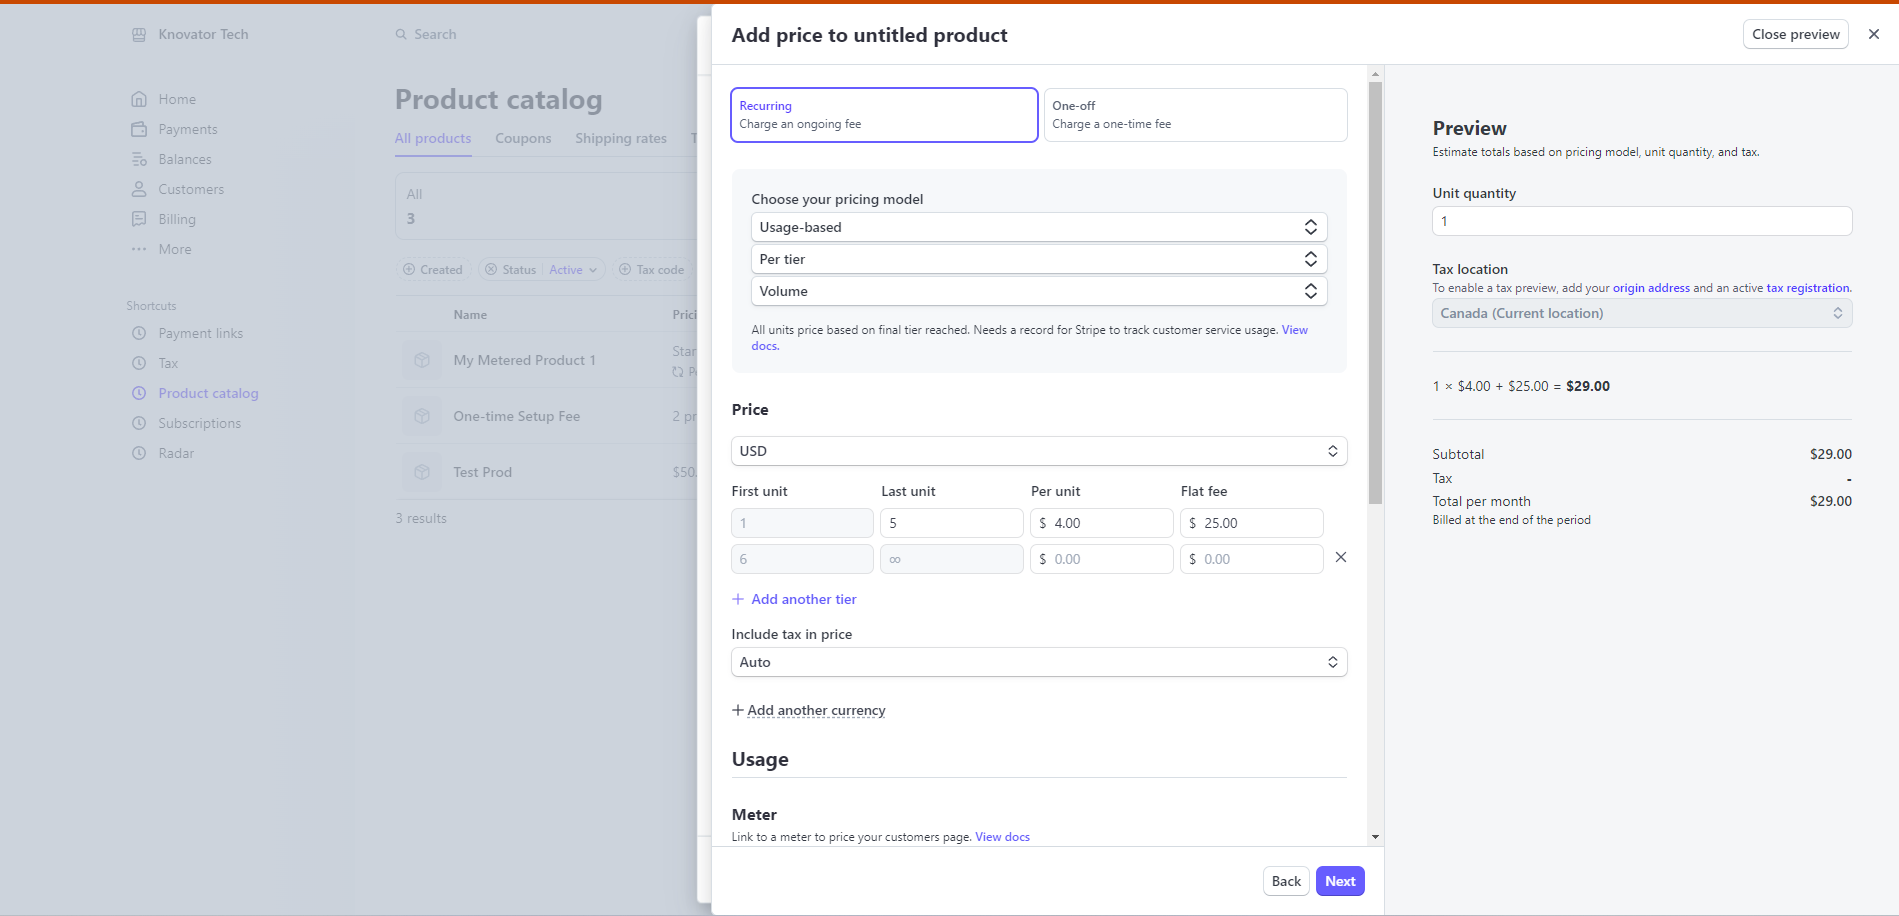 Knovator Tech
Home
Payments
Balances
Customers
Billing
More
Shortcuts
Payment links
Tax
Product catalog
Subscriptions
Radar
Search
Product catalog
All products Coupons Shipping rates T
All
3
Created Status Active Tax code
Name Prici
My Metered Product 1 Star
One-time Setup Fee 2 pr
Test Prod $50.
3 results
Add price to untitled product
Close preview
Recurring
Charge an ongoing fee
One-off
Charge a one-time fee
Choose your pricing model
Usage-based
Per tier
Volume
All units price based on final tier reached. Needs a record for Stripe to track customer service usage. View
docs.
Price
USD
First unit Last unit Per unit Flat fee
1 5 $ 4.00 $ 25.00
6 ∞ $ 0.00 $ 0.00
Add another tier
Include tax in price
Auto
Add another currency
Usage
Meter
Link to a meter to price your customers page. View docs
Back Next
Preview
Estimate totals based on pricing model, unit quantity, and tax.
Unit quantity
1
Tax location
To enable a tax preview, add your origin address and an active tax registration.
Canada (Current location)
1 × $4.00 + $25.00 = $29.00
Subtotal $29.00
Tax -
Total per month $29.00
Billed at the end of the period